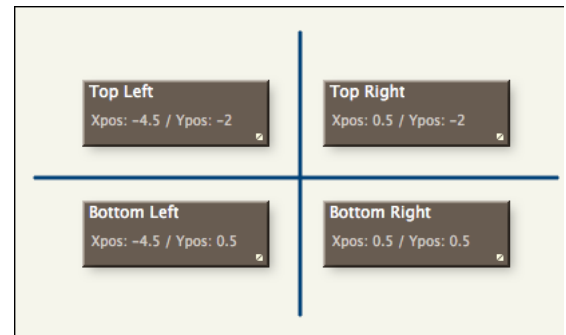 Top Left
Xpos: −4.5 / Ypos: −2
Top Right
Xpos: 0.5 / Ypos: −2
Bottom Left
Xpos: −4.5 / Ypos: 0.5
Bottom Right
Xpos: 0.5 / Ypos: 0.5